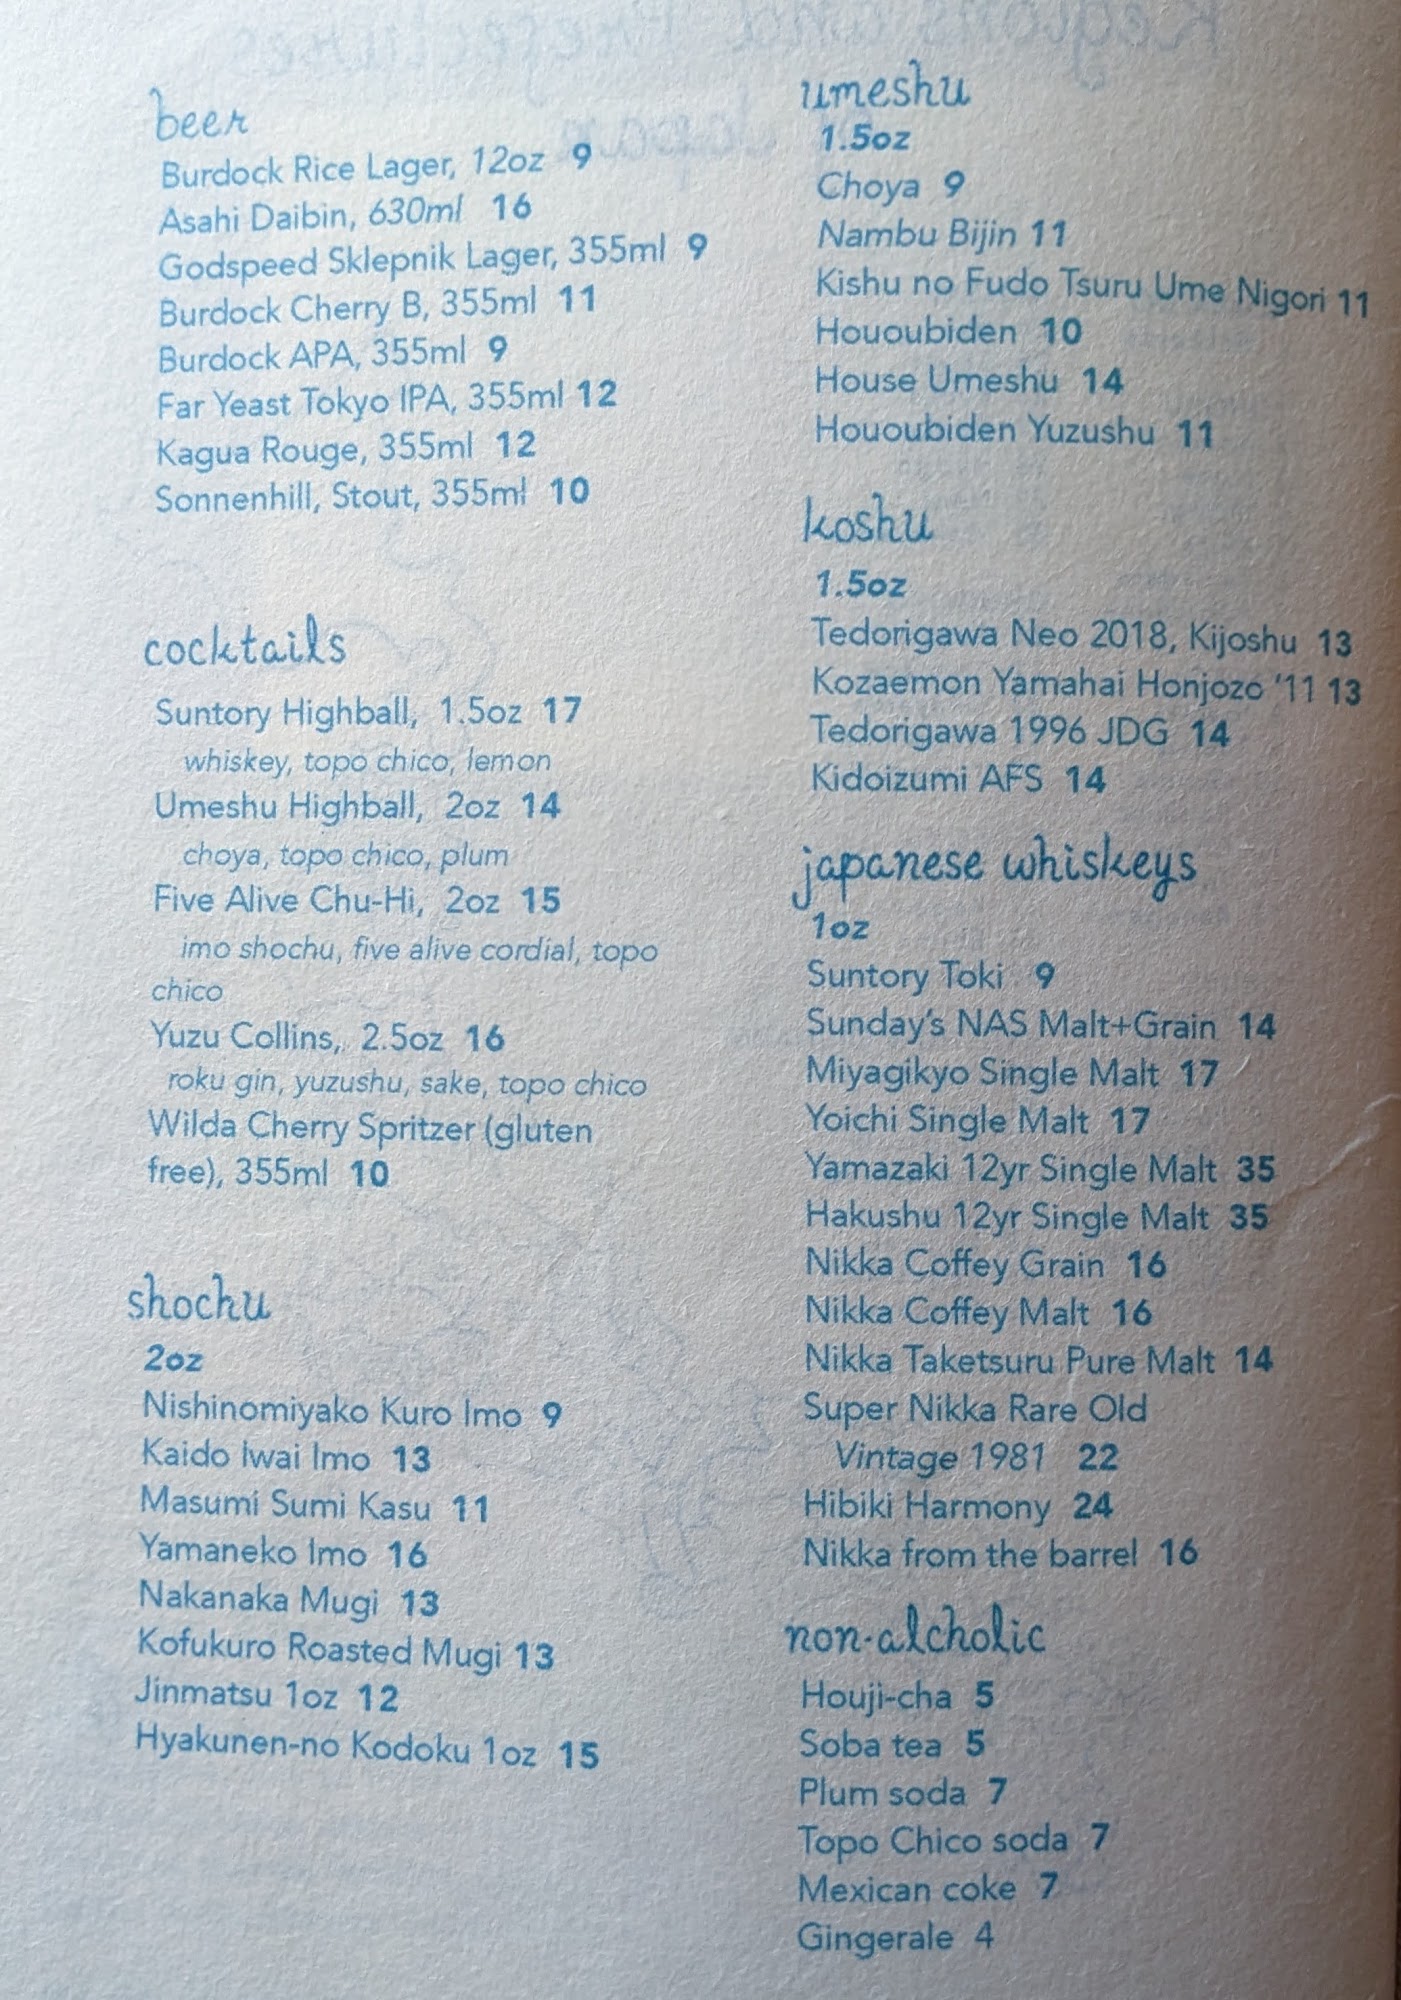 beer
Burdock Rice Lager, 12oz 9
Asahi Daibin, 630ml 16
Godspeed Sklepnik Lager, 355ml 9
Burdock Cherry B, 355ml 11
Burdock APA, 355ml 9
Far Yeast Tokyo IPA, 355ml 12
Kagua Rouge, 355ml 12
Sonnenhill, Stout, 355ml 10
cocktails
Suntory Highball, 1.5oz 17
whiskey, topo chico, lemon
Umeshu Highball, 2oz 14
choya, topo chico, plum
Five Alive Chu-Hi, 2oz 15
imo shochu, five alive cordial, topo
chico
Yuzu Collins, 2.5oz 16
roku gin, yuzushu, sake, topo chico
Wilda Cherry Spritzer (gluten
free), 355ml 10
shochu
2oz
Nishinomiyako Kuro Imo 9
Kaido Iwai Imo 13
Masumi Sumi Kasu 11
Yamaneko Imo 16
Nakanaka Mugi 13
Kofukuro Roasted Mugi 13
Jinmatsu 1oz 12
Hyakunen-no Kodoku 1oz 15
umeshu
1.5oz
Choya 9
Nambu Bijin 11
Kishu no Fudo Tsuru Ume Nigori 11
Hououbiden 10
House Umeshu 14
Hououbiden Yuzushu 11
koshu
1.5oz
Tedorigawa Neo 2018, Kijoshu 13
Kozaemon Yamahai Honjozo '11 13
Tedorigawa 1996 JDG 14
Kidoizumi AFS 14
japanese whiskeys
1oz
Suntory Toki 9
Sunday's NAS Malt+Grain 14
Miyagikyo Single Malt 17
Yoichi Single Malt 17
Yamazaki 12yr Single Malt 35
Hakushu 12yr Single Malt 35
Nikka Coffey Grain 16
Nikka Coffey Malt 16
Nikka Taketsuru Pure Malt 14
Super Nikka Rare Old
Vintage 1981 22
Hibiki Harmony 24
Nikka from the barrel 16
non-alcholic
Houji-cha 5
Soba tea 5
Plum soda 7
Topo Chico soda 7
Mexican coke 7
Gingerale 4